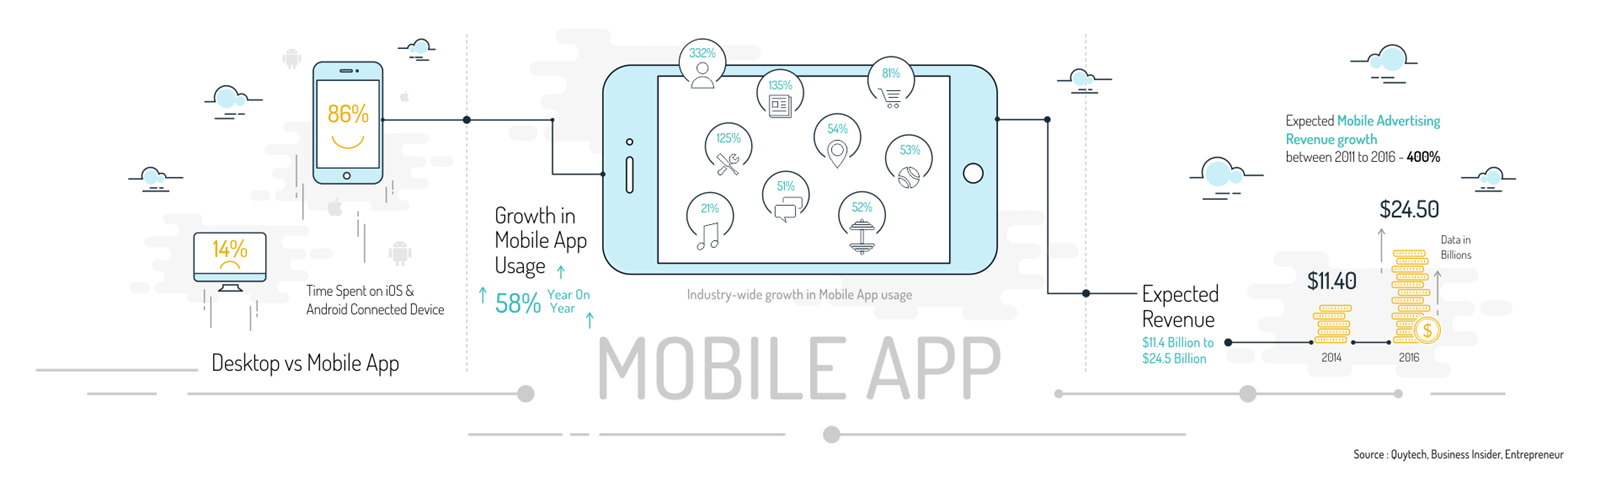 86%
14%
Time Spent on iOS &
Android Connected Device
Desktop vs Mobile App
Growth in
Mobile App
Usage
58% Year On
Year
332%
135%
81%
125%
54%
53%
51%
21%
52%
Industry-wide growth in Mobile App usage
MOBILE APP
Expected Mobile Advertising
Revenue growth
between 2011 to 2016 - 400%
Expected
Revenue
$11.4 Billion to
$24.5 Billion
$11.40
$24.50
Data in
Billions
$
2014
2016
Source : Quytech, Business Insider, Entrepreneur